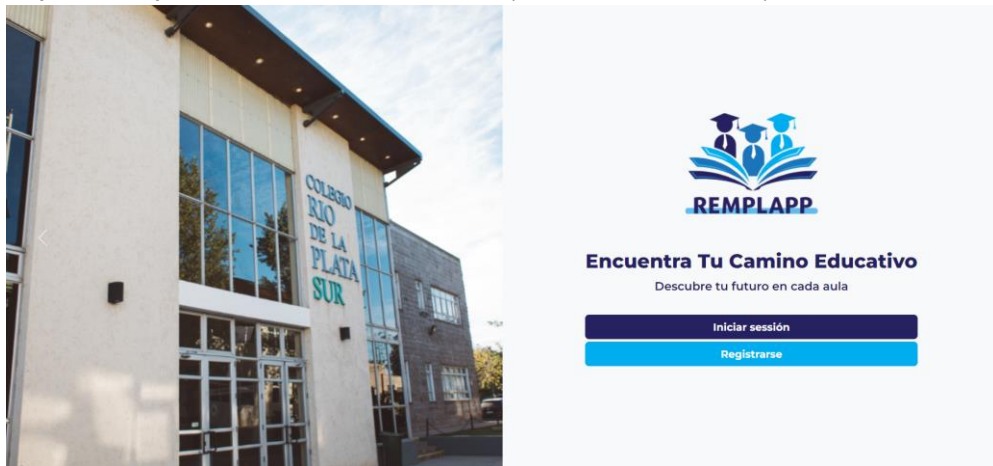 COLEGIO
RIO
DE LA
PLATA
SUR
REMPLAPP
Encuentra Tu Camino Educativo
Descubre tu futuro en cada aula
Iniciar sessión
Registrarse